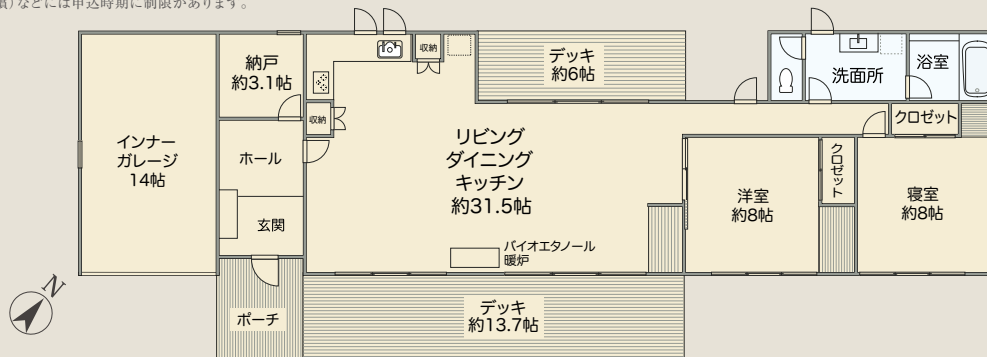 などには申込時期に制限があります。
納戸
約3.1帖
収納
デッキ
約6帖
洗面所
浴室
インナー
ガレージ
14帖
収納
ホール
リビング
ダイニング
キッチン
約31.5帖
クロゼット
クロゼット
洋室
約8帖
寝室
約8帖
玄関
バイオエタノール
暖炉
N
ポーチ
デッキ
約13.7帖